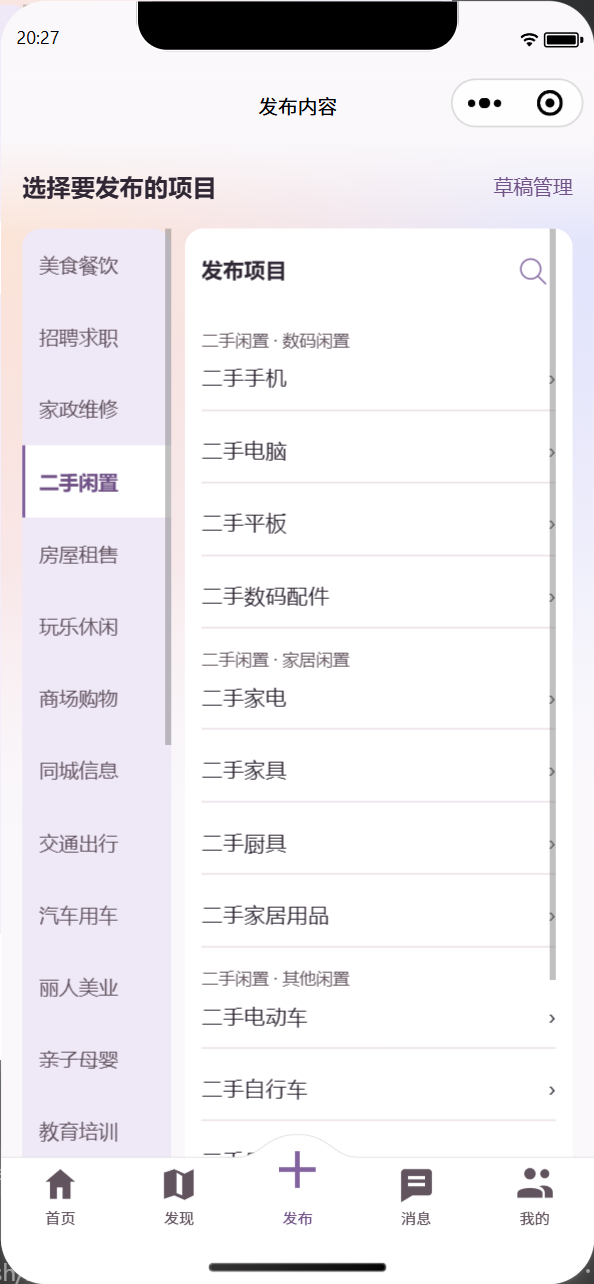 20:27
发布内容
选择要发布的项目
草稿管理
美食餐饮
招聘求职
家政维修
二手闲置
房屋租售
玩乐休闲
商场购物
同城信息
交通出行
汽车用车
丽人美业
亲子母婴
教育培训
发布项目
二手闲置 · 数码闲置
二手手机
二手电脑
二手平板
二手数码配件
二手闲置 · 家居闲置
二手家电
二手家具
二手厨具
二手家居用品
二手闲置 · 其他闲置
二手电动车
二手自行车
首页
发现
发布
消息
我的